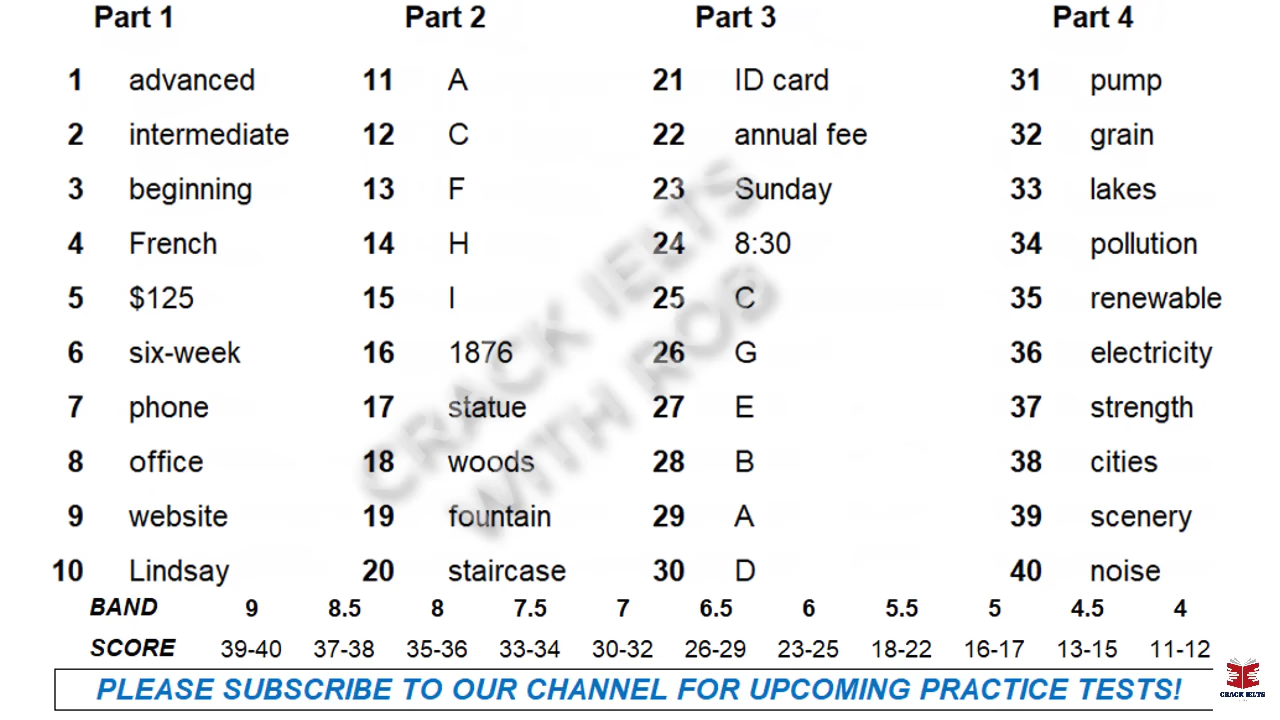 Part 1 Part 2 Part 3 Part 4
1 advanced 11 A 21 ID card 31 pump
2 intermediate 12 C 22 annual fee 32 grain
3 beginning 13 F 23 Sunday 33 lakes
4 French 14 H 24 8:30 34 pollution
5 $125 15 I 25 C 35 renewable
6 six-week 16 1876 26 G 36 electricity
7 phone 17 statue 27 E 37 strength
8 office 18 woods 28 B 38 cities
9 website 19 fountain 29 A 39 scenery
10 Lindsay 20 staircase 30 D 40 noise
CRACK IELTS
WITH ROB
BAND 9 8.5 8 7.5 7 6.5 6 5.5 5 4.5 4
SCORE 39-40 37-38 35-36 33-34 30-32 26-29 23-25 18-22 16-17 13-15 11-12
PLEASE SUBSCRIBE TO OUR CHANNEL FOR UPCOMING PRACTICE TESTS!
CRACK IELTS